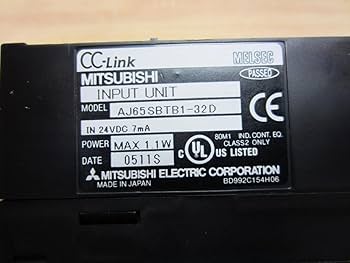 CC-Link MELSEC
MITSUBISHI PASSED
INPUT UNIT
MODEL AJ65SBTB1-32D
IN 24VDC 7mA
POWER MAX 1.1W
DATE 0511S
80M1 IND. CONT. EQ.
CLASS2 ONLY
C UL US LISTED
CE
MITSUBISHI ELECTRIC CORPORATION
MADE IN JAPAN BD992C154H06